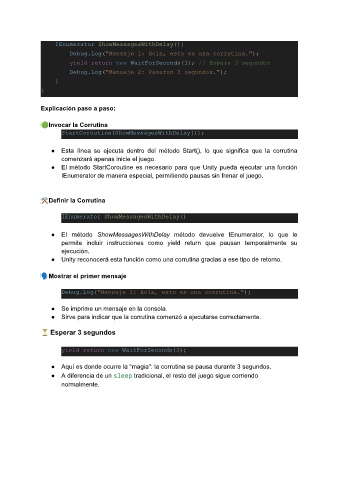 IEnumerator ShowMessagesWithDelay(){
Debug.Log("Mensaje 1: Hola, esto es una corrutina.");
yield return new WaitForSeconds(3); // Espera 3 segundos
Debug.Log("Mensaje 2: Pasaron 3 segundos.");
}
}
Explicación paso a paso:
Invocar la Corrutina
StartCoroutine(ShowMessagesWithDelay());
● Esta línea se ejecuta dentro del método Start(), lo que significa que la corrutina
comenzará apenas inicie el juego.
● El método StartCoroutine es necesario para que Unity pueda ejecutar una función
IEnumerator de manera especial, permitiendo pausas sin frenar el juego.
Definir la Corrutina
IEnumerator ShowMessagesWithDelay()
● El método ShowMessagesWithDelay método devuelve IEnumerator, lo que le
permite incluir instrucciones como yield return que pausan temporalmente su
ejecución.
● Unity reconocerá esta función como una corrutina gracias a ese tipo de retorno.
Mostrar el primer mensaje
Debug.Log("Mensaje 1: Hola, esto es una corrutina.");
● Se imprime un mensaje en la consola.
● Sirve para indicar que la corrutina comenzó a ejecutarse correctamente.
Esperar 3 segundos
yield return new WaitForSeconds(3);
● Aquí es donde ocurre la "magia": la corrutina se pausa durante 3 segundos.
● A diferencia de un sleep tradicional, el resto del juego sigue corriendo
normalmente.